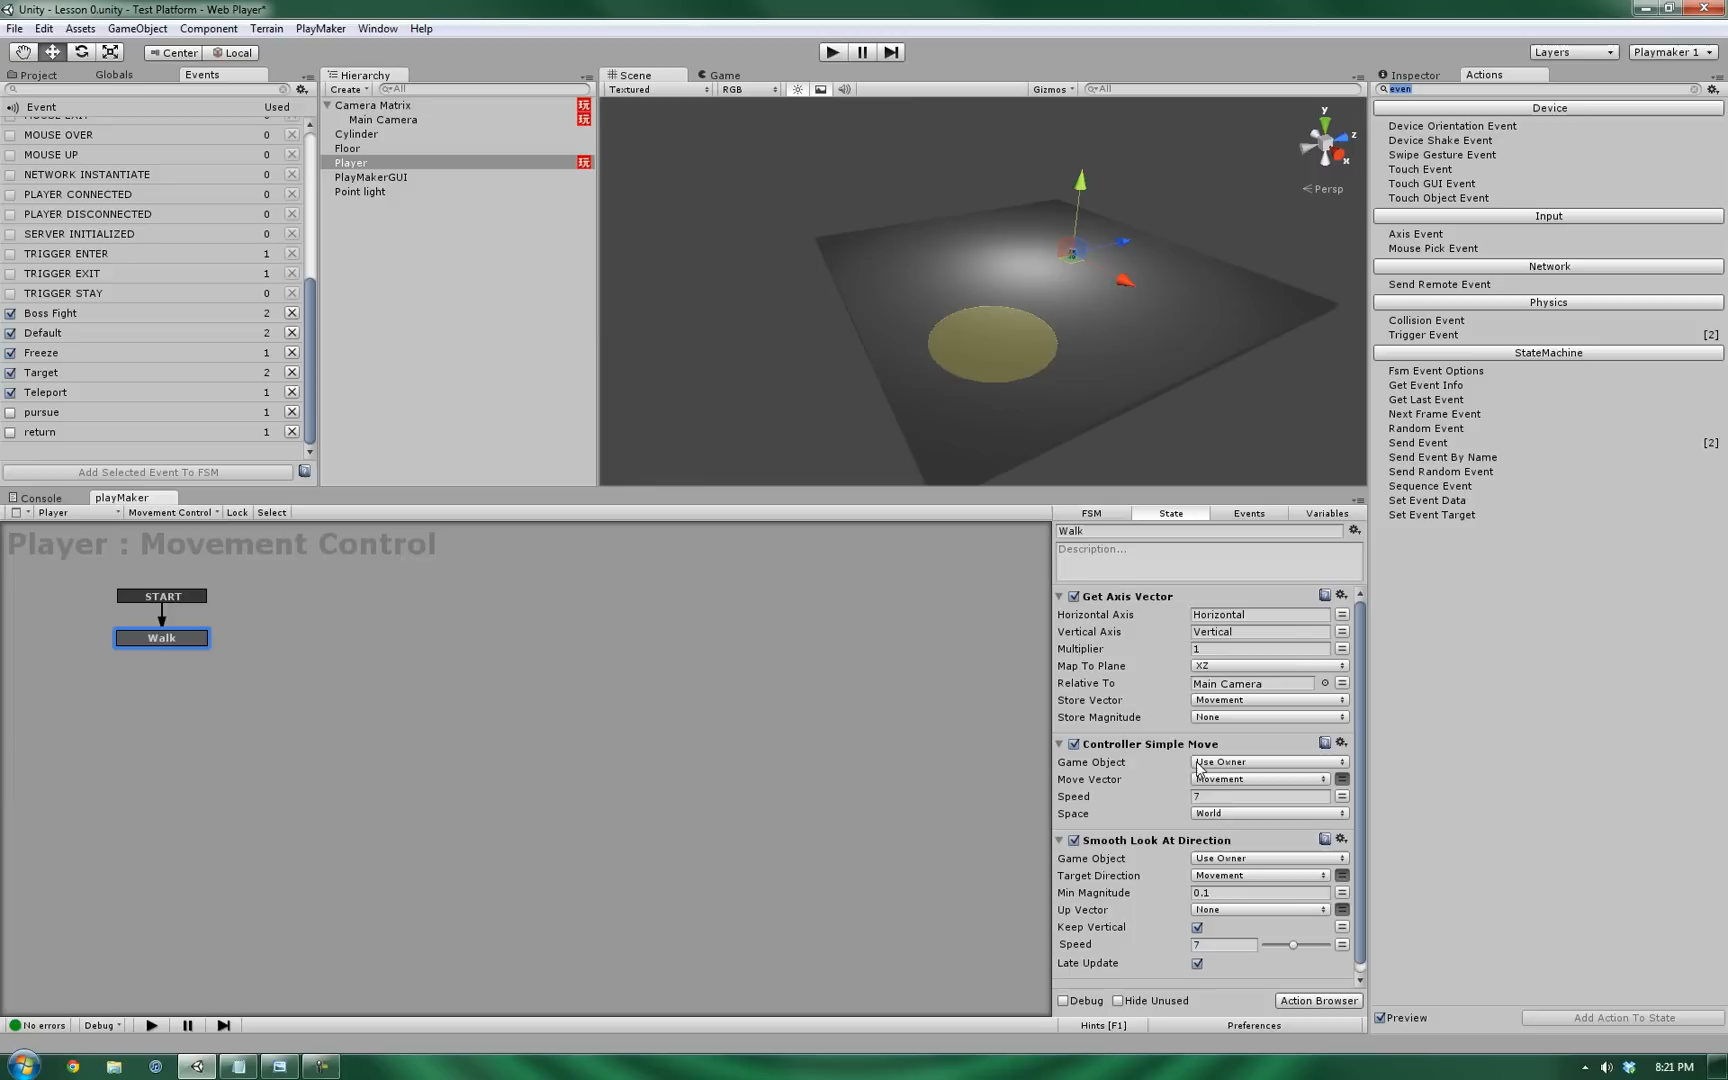 Unity - Lesson 0.unity - Test Platform - Web Player*
File Edit Assets GameObject Component Terrain PlayMaker Window Help
Center Local Layers Playmaker 1
Project Globals Events
Event Used
MOUSE EXIT
MOUSE OVER 0
MOUSE UP 0
NETWORK INSTANTIATE 0
PLAYER CONNECTED 0
PLAYER DISCONNECTED 0
SERVER INITIALIZED 0
TRIGGER ENTER 1
TRIGGER EXIT 1
TRIGGER STAY 0
Boss Fight 2
Default 2
Freeze 1
Target 2
Teleport 1
pursue 1
return 1
Add Selected Event To FSM
Hierarchy
Create All
Camera Matrix 玩
Main Camera 玩
Cylinder
Floor
Player 玩
PlayMakerGUI
Point light
Scene Game
Textured RGB Gizmos All
y
z
x
Persp
Inspector Actions
even
Device
Device Orientation Event
Device Shake Event
Swipe Gesture Event
Touch Event
Touch GUI Event
Touch Object Event
Input
Axis Event
Mouse Pick Event
Network
Send Remote Event
Physics
Collision Event
Trigger Event [2]
StateMachine
Fsm Event Options
Get Event Info
Get Last Event
Next Frame Event
Random Event
Send Event [2]
Send Event By Name
Send Random Event
Sequence Event
Set Event Data
Set Event Target
Preview Add Action To State
Console playMaker
Player Movement Control Lock Select
Player : Movement Control
START
Walk
FSM State Events Variables
Walk
Description...
Get Axis Vector
Horizontal Axis Horizontal
Vertical Axis Vertical
Multiplier 1
Map To Plane XZ
Relative To Main Camera
Store Vector Movement
Store Magnitude None
Controller Simple Move
Game Object Use Owner
Move Vector Movement
Speed 7
Space World
Smooth Look At Direction
Game Object Use Owner
Target Direction Movement
Min Magnitude 0.1
Up Vector None
Keep Vertical
Speed 7
Late Update
Debug Hide Unused Action Browser
Hints [F1] Preferences
No errors Debug
8:21 PM